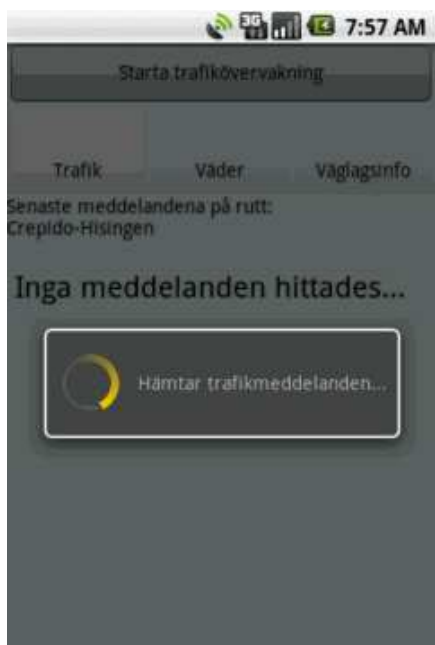 3G 7:57 AM
Starta trafikövervakning
Trafik Väder Väglagsinfo
Senaste meddelandena på rutt:
Crepido-Hisingen
Inga meddelanden hittades...
Hämtar trafikmeddelanden...